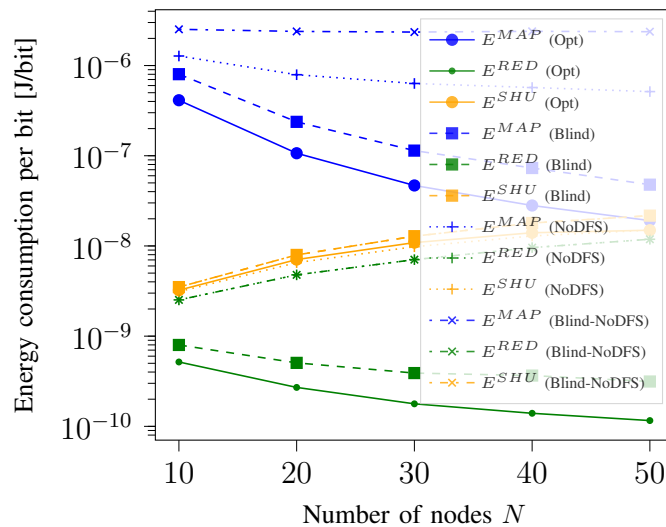 Energy consumption per bit [J/bit]
10^{-6}
10^{-7}
10^{-8}
10^{-9}
10^{-10}
E^{MAP} (Opt)
E^{RED} (Opt)
E^{SHU} (Opt)
E^{MAP} (Blind)
E^{RED} (Blind)
E^{SHU} (Blind)
E^{MAP} (NoDFS)
E^{RED} (NoDFS)
E^{SHU} (NoDFS)
E^{MAP} (Blind-NoDFS)
E^{RED} (Blind-NoDFS)
E^{SHU} (Blind-NoDFS)
10 20 30 40 50
Number of nodes N